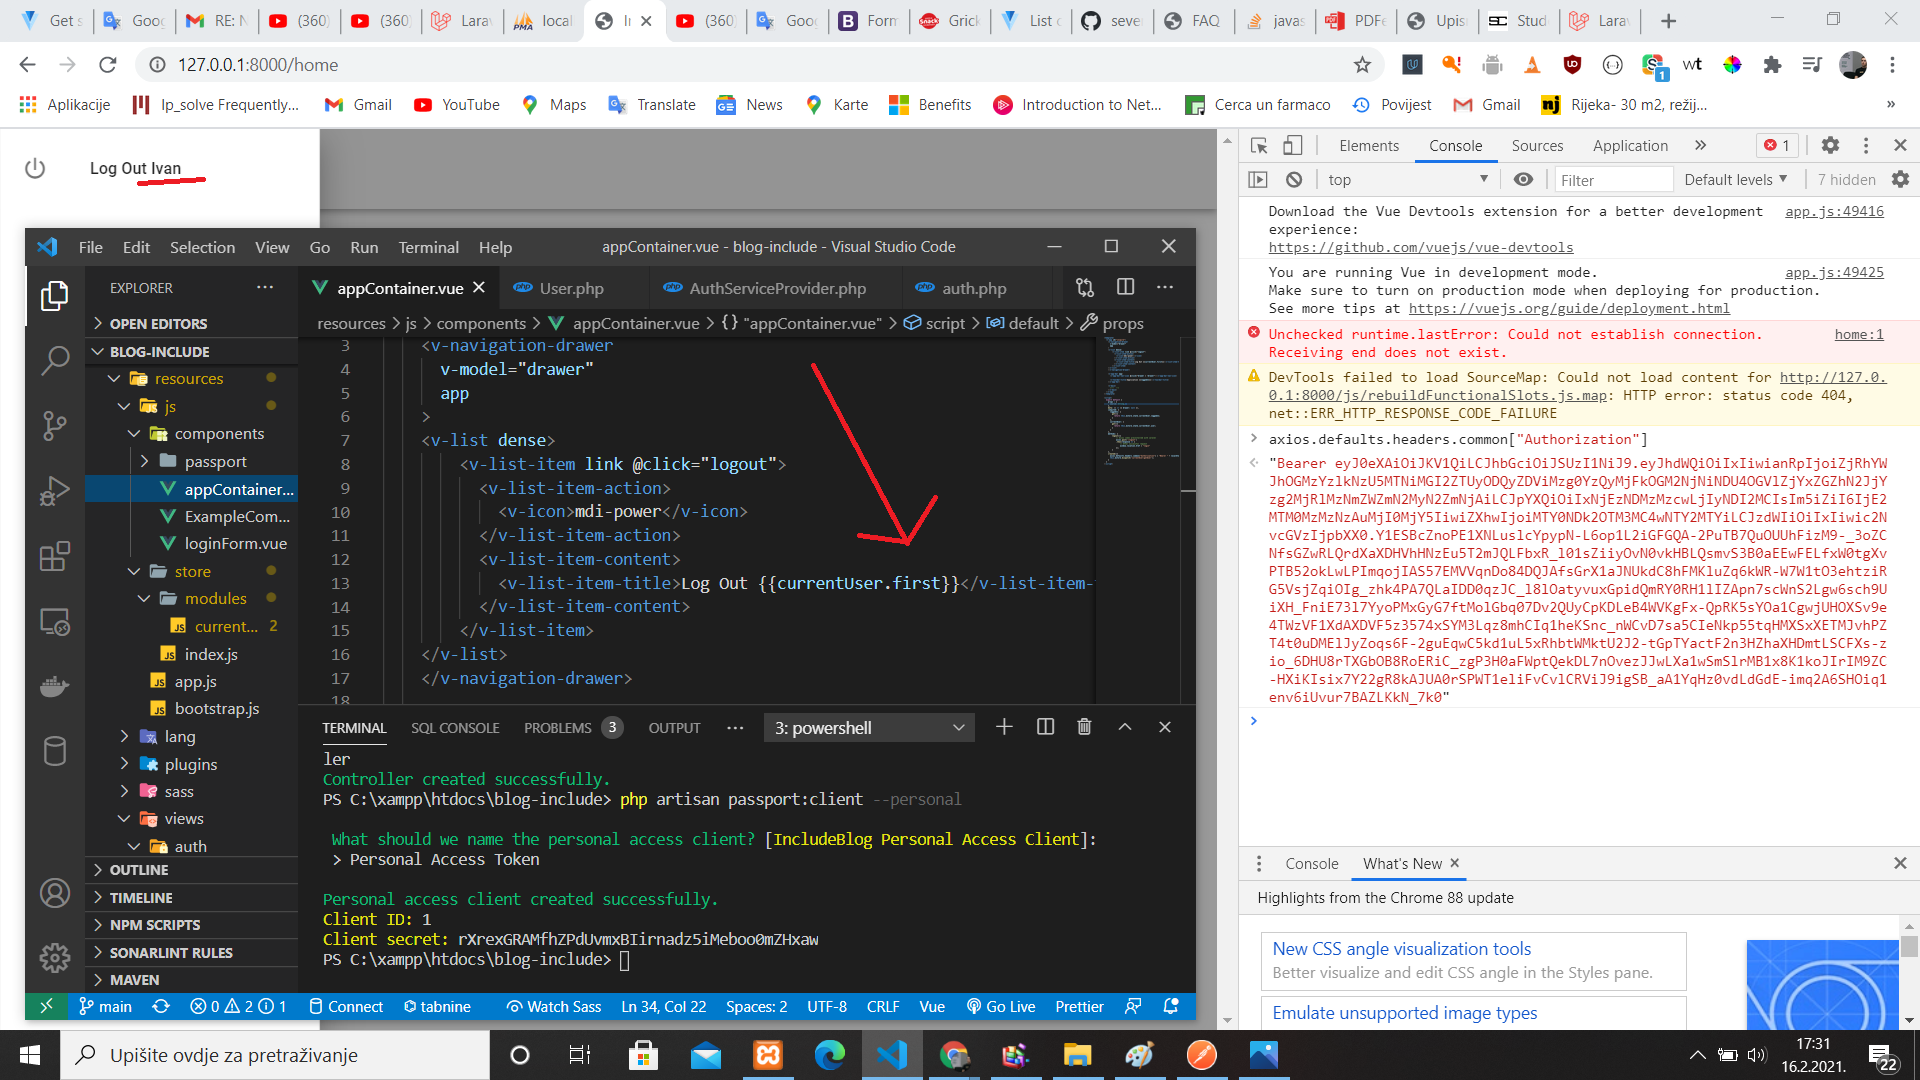 Get s
Goog
RE: N
(360)
(360)
Larav
local
In
(360)
Goog
Form
Grick
List o
sever
FAQ
javas
PDFe
Upis
Stud
Larav
127.0.0.1:8000/home
Aplikacije
lp_solve Frequently...
Gmail
YouTube
Maps
Translate
News
Karte
Benefits
Introduction to Net...
Cerca un farmaco
Povijest
Gmail
Rijeka- 30 m2, režij...
»
Log Out Ivan
File Edit Selection View Go Run Terminal Help
appContainer.vue - blog-include - Visual Studio Code
EXPLORER
OPEN EDITORS
BLOG-INCLUDE
resources
js
components
passport
appContainer...
ExampleCom...
loginForm.vue
store
modules
current... 2
index.js
app.js
bootstrap.js
lang
plugins
sass
views
auth
OUTLINE
TIMELINE
NPM SCRIPTS
SONARLINT RULES
MAVEN
appContainer.vue
User.php
AuthServiceProvider.php
auth.php
resources > js > components > appContainer.vue > {} "appContainer.vue" > script > default > props
3 <v-navigation-drawer
4 v-model="drawer"
5 app
6 >
7 <v-list dense>
8 <v-list-item link @click="logout">
9 <v-list-item-action>
10 <v-icon>mdi-power</v-icon>
11 </v-list-item-action>
12 <v-list-item-content>
13 <v-list-item-title>Log Out {{currentUser.first}}</v-list-item-
14 </v-list-item-content>
15 </v-list-item>
16 </v-list>
17 </v-navigation-drawer>
18
TERMINAL SQL CONSOLE PROBLEMS 3 OUTPUT ... 3: powershell
ler
Controller created successfully.
PS C:\xampp\htdocs\blog-include> php artisan passport:client --personal
What should we name the personal access client? [IncludeBlog Personal Access Client]:
> Personal Access Token
Personal access client created successfully.
Client ID: 1
Client secret: rXrexGRAMfhZPdUvmxBIirnadz5iMeboo0mZHxaw
PS C:\xampp\htdocs\blog-include>
main 0 2 1 Connect tabnine Watch Sass Ln 34, Col 22 Spaces: 2 UTF-8 CRLF Vue Go Live Prettier
Elements Console Sources Application » 1
top Filter Default levels 7 hidden
Download the Vue Devtools extension for a better development app.js:49416
experience:
https://github.com/vuejs/vue-devtools
You are running Vue in development mode. app.js:49425
Make sure to turn on production mode when deploying for production.
See more tips at https://vuejs.org/guide/deployment.html
Unchecked runtime.lastError: Could not establish connection. home:1
Receiving end does not exist.
DevTools failed to load SourceMap: Could not load content for http://127.0.
0.1:8000/js/rebuildFunctionalSlots.js.map: HTTP error: status code 404,
net::ERR_HTTP_RESPONSE_CODE_FAILURE
axios.defaults.headers.common["Authorization"]
"Bearer
Console What's New
Highlights from the Chrome 88 update
New CSS angle visualization tools
Better visualize and edit CSS angle in the Styles pane.
Emulate unsupported image types
Upišite ovdje za pretraživanje
17:31
16.2.2021.
22